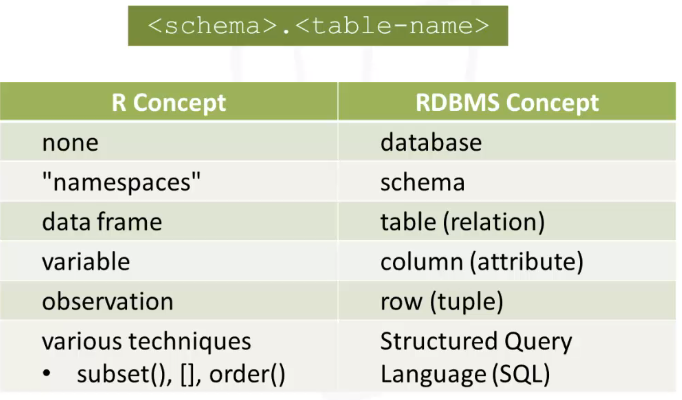 <schema>.<table-name>
R Concept RDBMS Concept
none database
"namespaces" schema
data frame table (relation)
variable column (attribute)
observation row (tuple)
various techniques Structured Query
• subset(), [], order() Language (SQL)